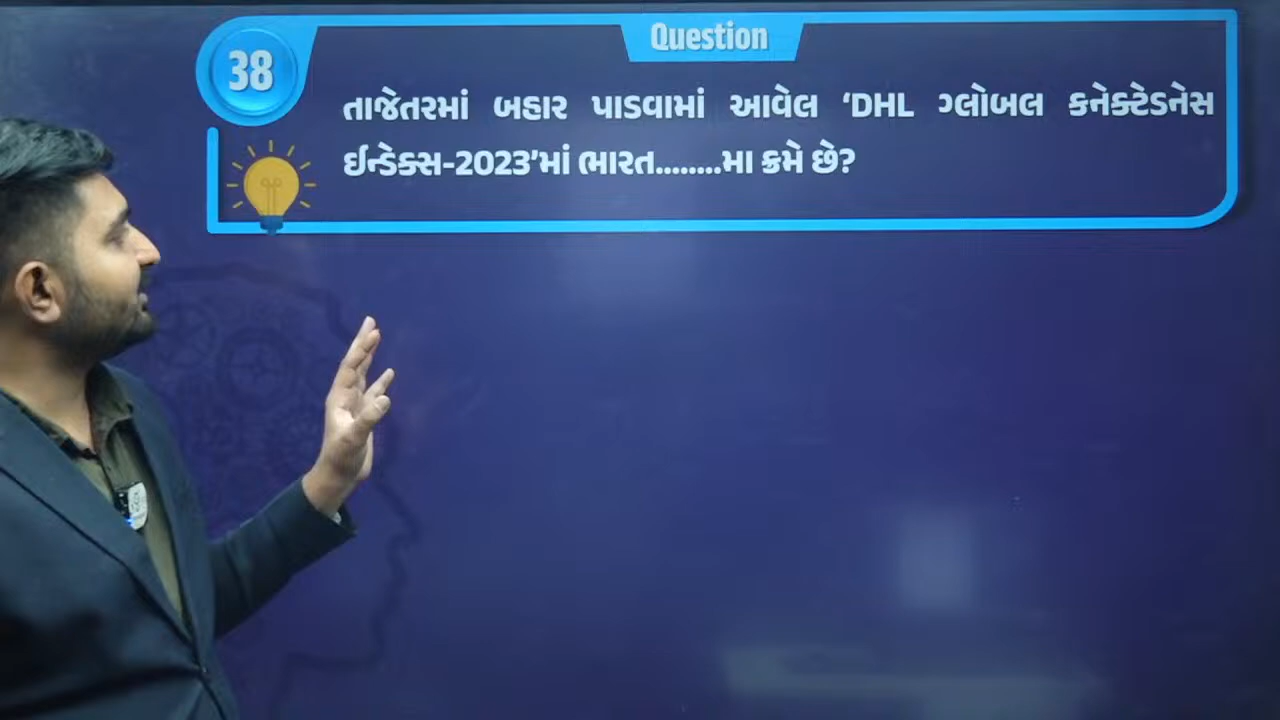 Question
38
તાજેતરમાં બહાર પાડવામાં આવેલ ‘DHL ગ્લોબલ કનેક્ટેડનેસ
ઈન્ડેક્સ-2023’માં ભારત........મા ક્રમે છે?